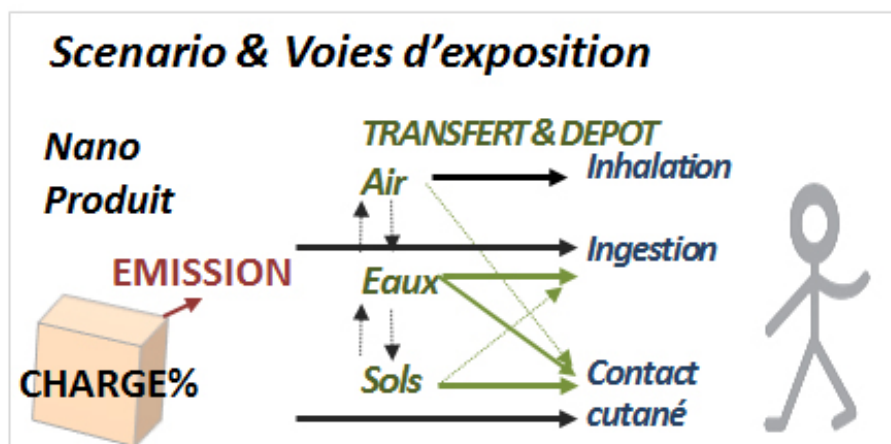 Scenario & Voies d'exposition
Nano
Produit
TRANSFERT & DEPOT
Air
Inhalation
Ingestion
EMISSION
Eaux
CHARGE%
Sols
Contact
cutané